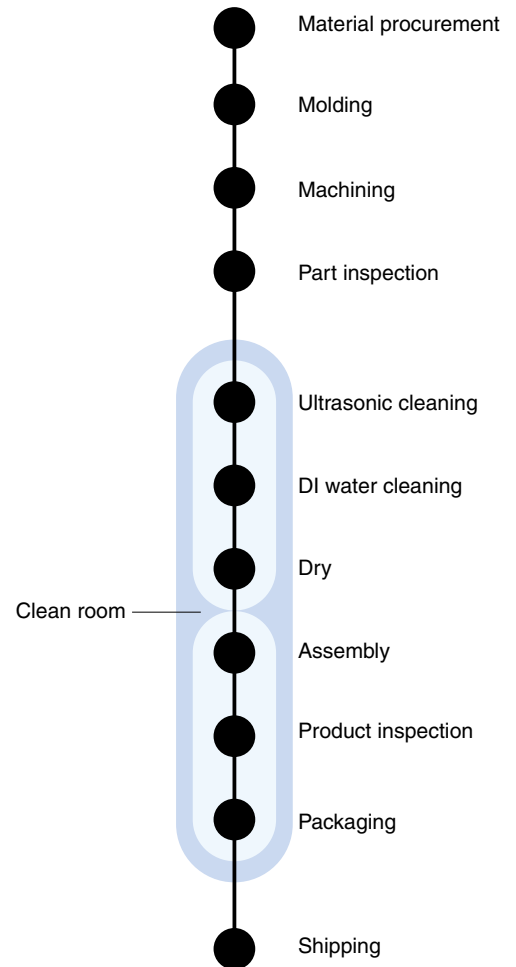 Material procurement
Molding
Machining
Part inspection
Ultrasonic cleaning
DI water cleaning
Dry
Clean room
Assembly
Product inspection
Packaging
Shipping